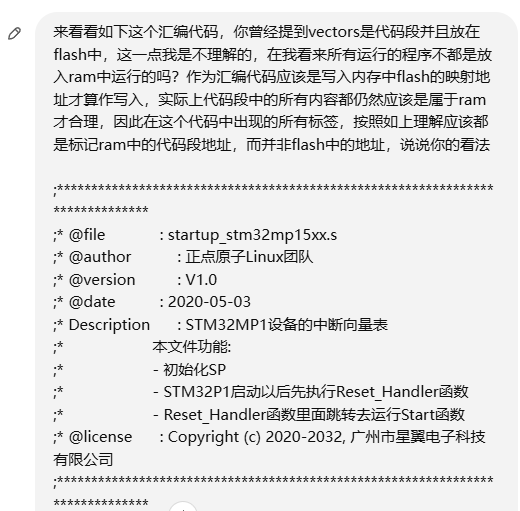 来看看如下这个汇编代码，你曾经提到vectors是代码段并且放在
flash中，这一点我是不理解的，在我看来所有运行的程序不都是放
入ram中运行的吗？作为汇编代码应该是写入内存中flash的映射地
址才算作写入，实际上代码段中的所有内容都仍然应该是属于ram
才合理，因此在这个代码中出现的所有标签，按照如上理解应该都
是标记ram中的代码段地址，而并非flash中的地址，说说你的看法
;*****************************************************************
**************
;* @file : startup_stm32mp15xx.s
;* @author : 正点原子Linux团队
;* @version : V1.0
;* @date : 2020-05-03
;* Description : STM32MP1设备的中断向量表
;* 本文件功能:
;* - 初始化SP
;* - STM32P1启动以后先执行Reset_Handler函数
;* - Reset_Handler函数里面跳转去运行Start函数
;* @license : Copyright (c) 2020-2032, 广州市星翼电子科技
有限公司
;*****************************************************************
**************